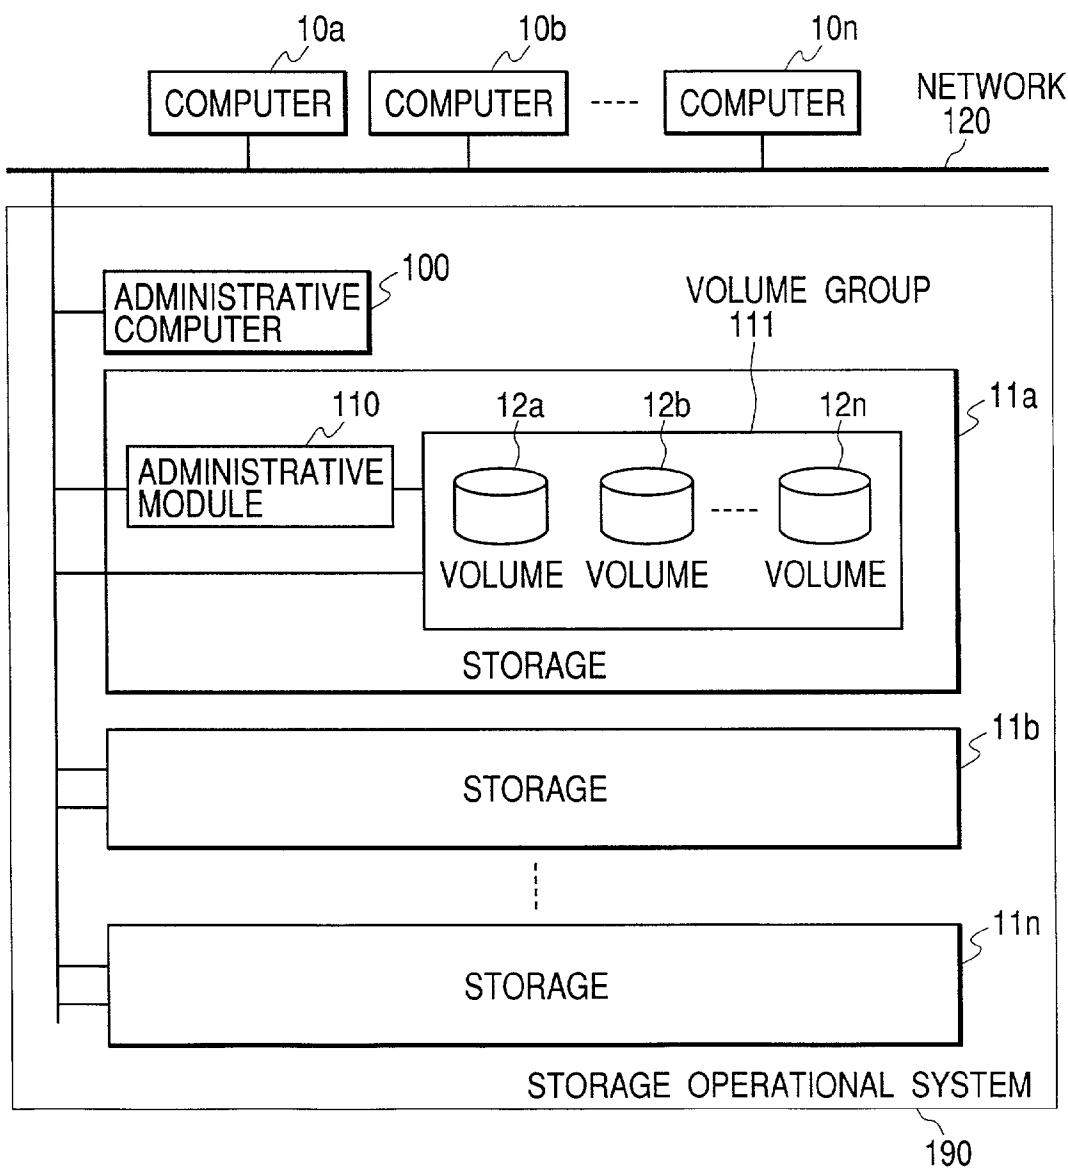 10a
10b
10n
COMPUTER
COMPUTER
COMPUTER
NETWORK
120
ADMINISTRATIVE
COMPUTER
100
VOLUME GROUP
111
11a
110
12a
12b
12n
ADMINISTRATIVE
MODULE
VOLUME
VOLUME
VOLUME
STORAGE
11b
STORAGE
11n
STORAGE
STORAGE OPERATIONAL SYSTEM
190